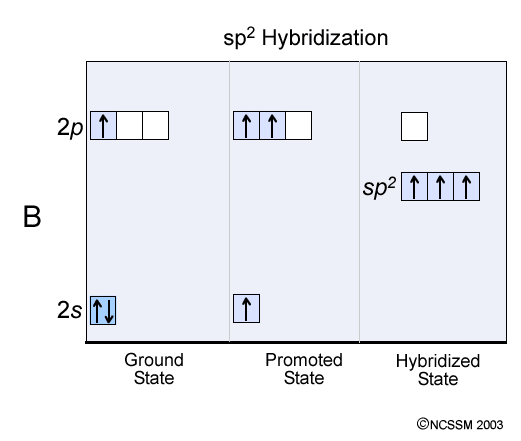 sp² Hybridization
2p
sp²
B
2s
Ground
State
Promoted
State
Hybridized
State
©NCSSM 2003